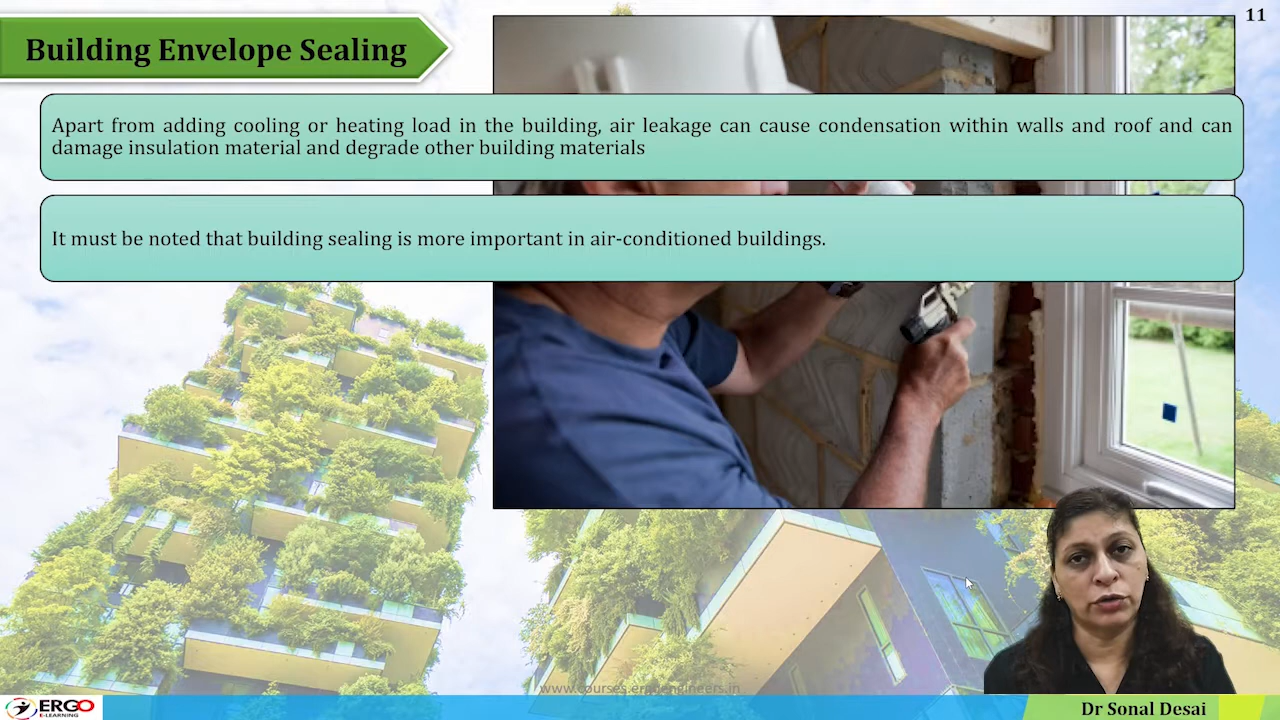 11
Building Envelope Sealing
Apart from adding cooling or heating load in the building, air leakage can cause condensation within walls and roof and can
damage insulation material and degrade other building materials
It must be noted that building sealing is more important in air-conditioned buildings.
www.courses.ergoengineers.in
ERGO
E-LEARNING
Dr Sonal Desai